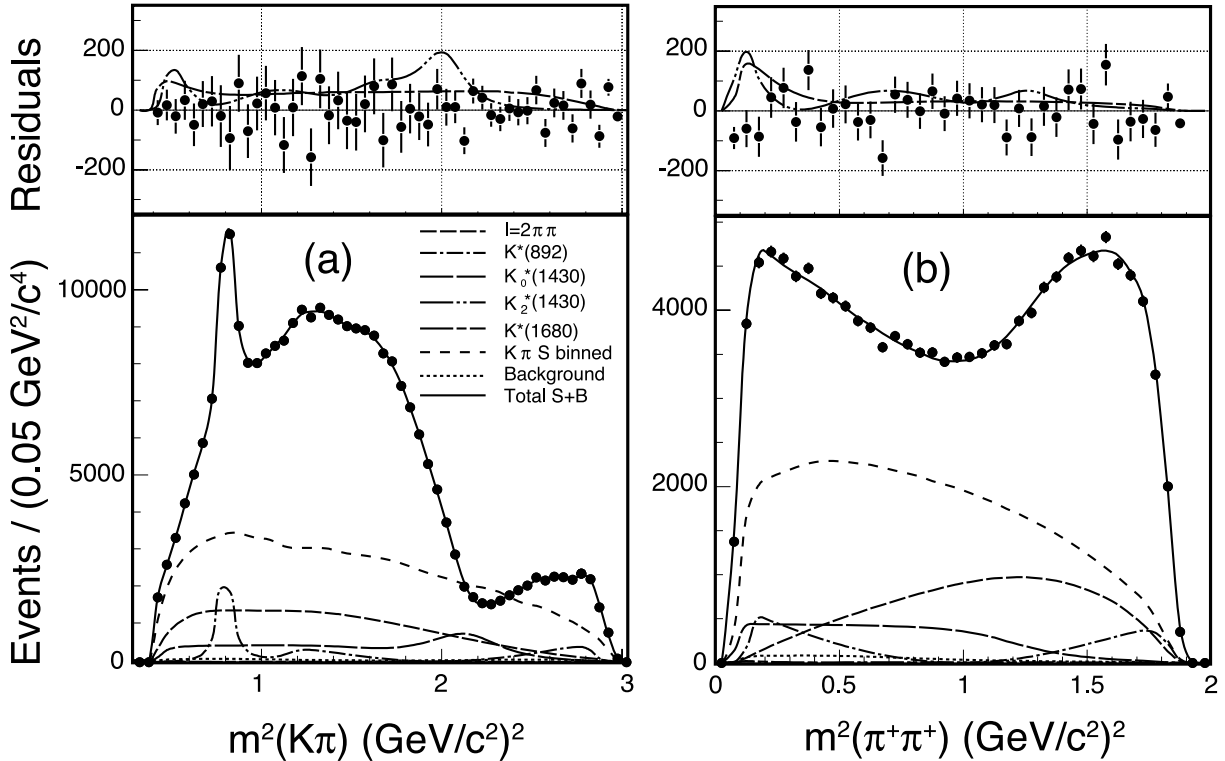 Residuals
200
0
-200
200
0
-200
Events / (0.05 GeV²/c⁴)
(a)
I=2ππ
K*(892)
K₀*(1430)
K₂*(1430)
K*(1680)
Kπ S binned
Background
Total S+B
10000
5000
0
1
2
3
m²(Kπ) (GeV/c²)²
(b)
4000
2000
0
0
0.5
1
1.5
2
m²(π⁺π⁺) (GeV/c²)²